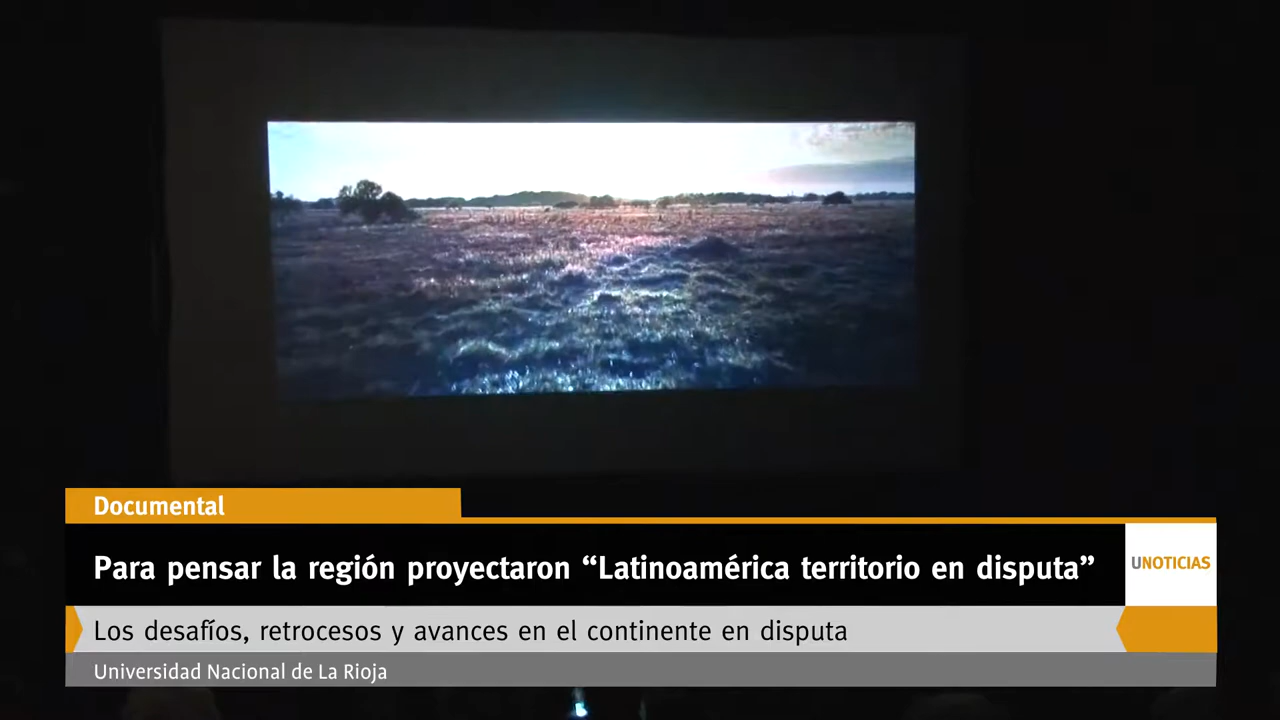 Documental
Para pensar la región proyectaron “Latinoamérica territorio en disputa”
UNOTICIAS
Los desafíos, retrocesos y avances en el continente en disputa
Universidad Nacional de La Rioja